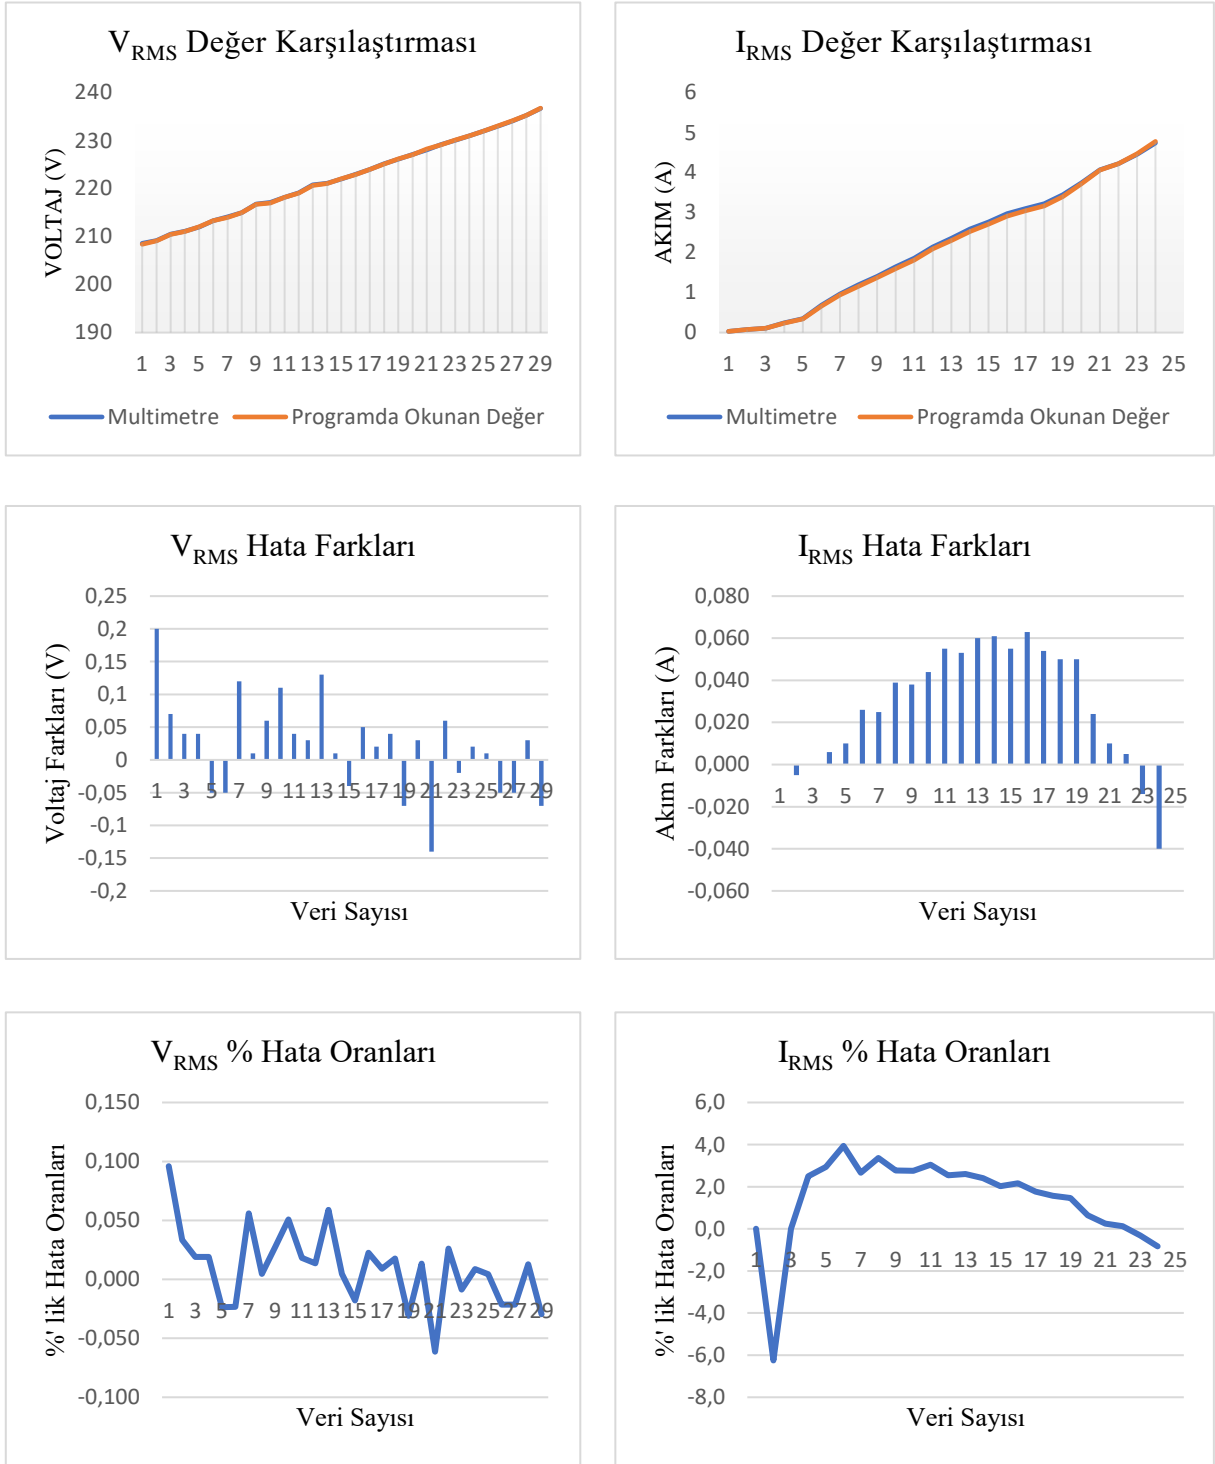 V_RMS Değer Karşılaştırması
240
230
220
210
200
190
VOLTAJ (V)
1 3 5 7 9 11 13 15 17 19 21 23 25 27 29
Multimetre Programda Okunan Değer
I_RMS Değer Karşılaştırması
6
5
4
3
2
1
0
AKIM (A)
1 3 5 7 9 11 13 15 17 19 21 23 25
Multimetre Programda Okunan Değer
V_RMS Hata Farkları
0,25
0,2
0,15
0,1
0,05
0
-0,05
-0,1
-0,15
-0,2
Voltaj Farkları (V)
1 3 5 7 9 11 13 15 17 19 21 23 25 27 29
Veri Sayısı
I_RMS Hata Farkları
0,080
0,060
0,040
0,020
0,000
-0,020
-0,040
-0,060
Akım Farkları (A)
1 3 5 7 9 11 13 15 17 19 21 23 25
Veri Sayısı
V_RMS % Hata Oranları
0,150
0,100
0,050
0,000
-0,050
-0,100
%' lik Hata Oranları
1 3 5 7 9 11 13 15 17 19 21 23 25 27 29
Veri Sayısı
I_RMS % Hata Oranları
6,0
4,0
2,0
0,0
-2,0
-4,0
-6,0
-8,0
%' lik Hata Oranları
1 3 5 7 9 11 13 15 17 19 21 23 25
Veri Sayısı